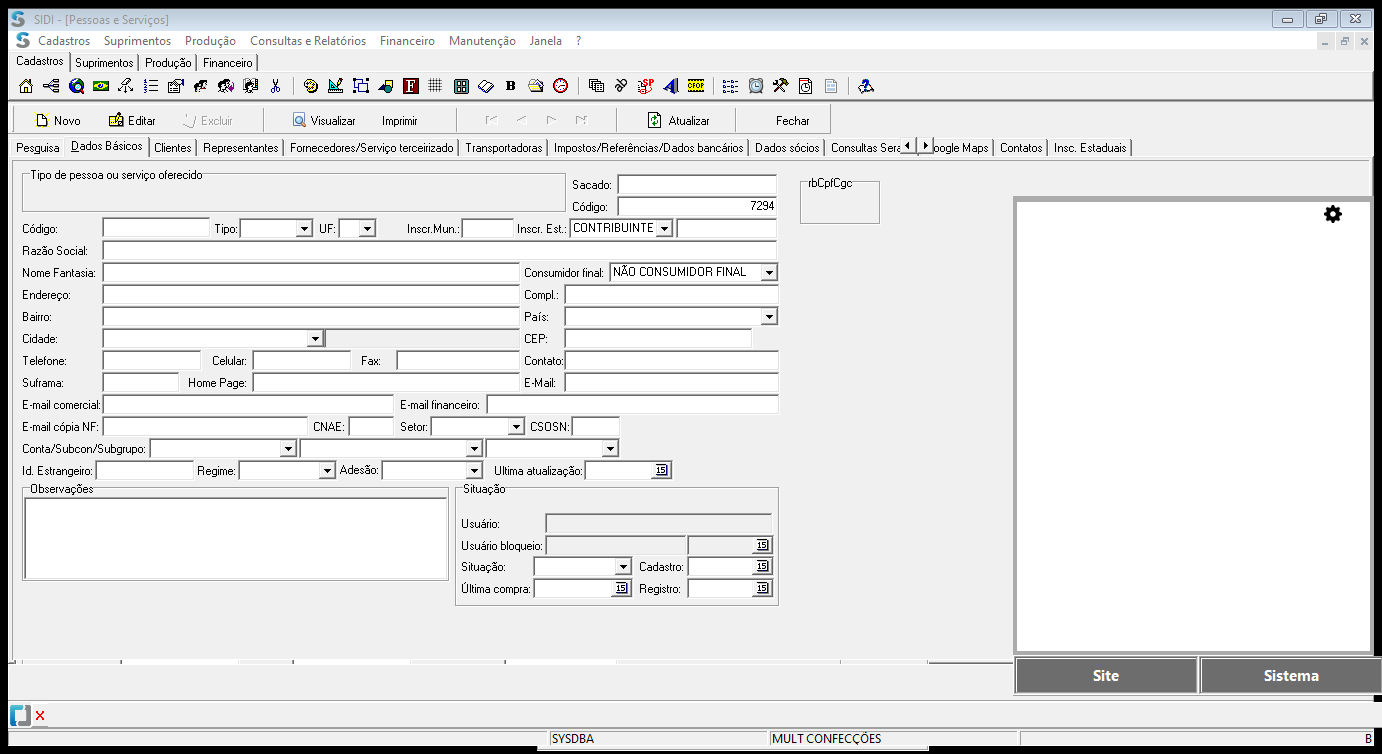 SIDI - [Pessoas e Serviços]
Cadastros Suprimentos Produção Consultas e Relatórios Financeiro Manutenção Janela ?
Cadastros Suprimentos Produção Financeiro
F B SP CFOP
Novo Editar Excluir Visualizar Imprimir Atualizar Fechar
Pesquisa Dados Básicos Clientes Representantes Fornecedores/Serviço terceirizado Transportadoras Impostos/Referências/Dados bancários Dados sócios Consultas Sera oogle Maps Contatos Insc. Estaduais
Tipo de pessoa ou serviço oferecido
Sacado:
rbCpfCgc
Código: 7294
Código: Tipo: UF: Inscr.Mun.: Inscr. Est.: CONTRIBUINTE
Razão Social:
Nome Fantasia: Consumidor final: NÃO CONSUMIDOR FINAL
Endereço: Compl.:
Bairro: País:
Cidade: CEP:
Telefone: Celular: Fax: Contato:
Suframa: Home Page: E-Mail:
E-mail comercial: E-mail financeiro:
E-mail cópia NF: CNAE: Setor: CSOSN:
Conta/Subcon/Subgrupo:
Id. Estrangeiro: Regime: Adesão: Ultima atualização: 15
Observações Situação
Usuário:
Usuário bloqueio: 15
Situação: Cadastro: 15
Última compra: 15 Registro: 15
Site Sistema
SYSDBA MULT CONFECÇÕES B